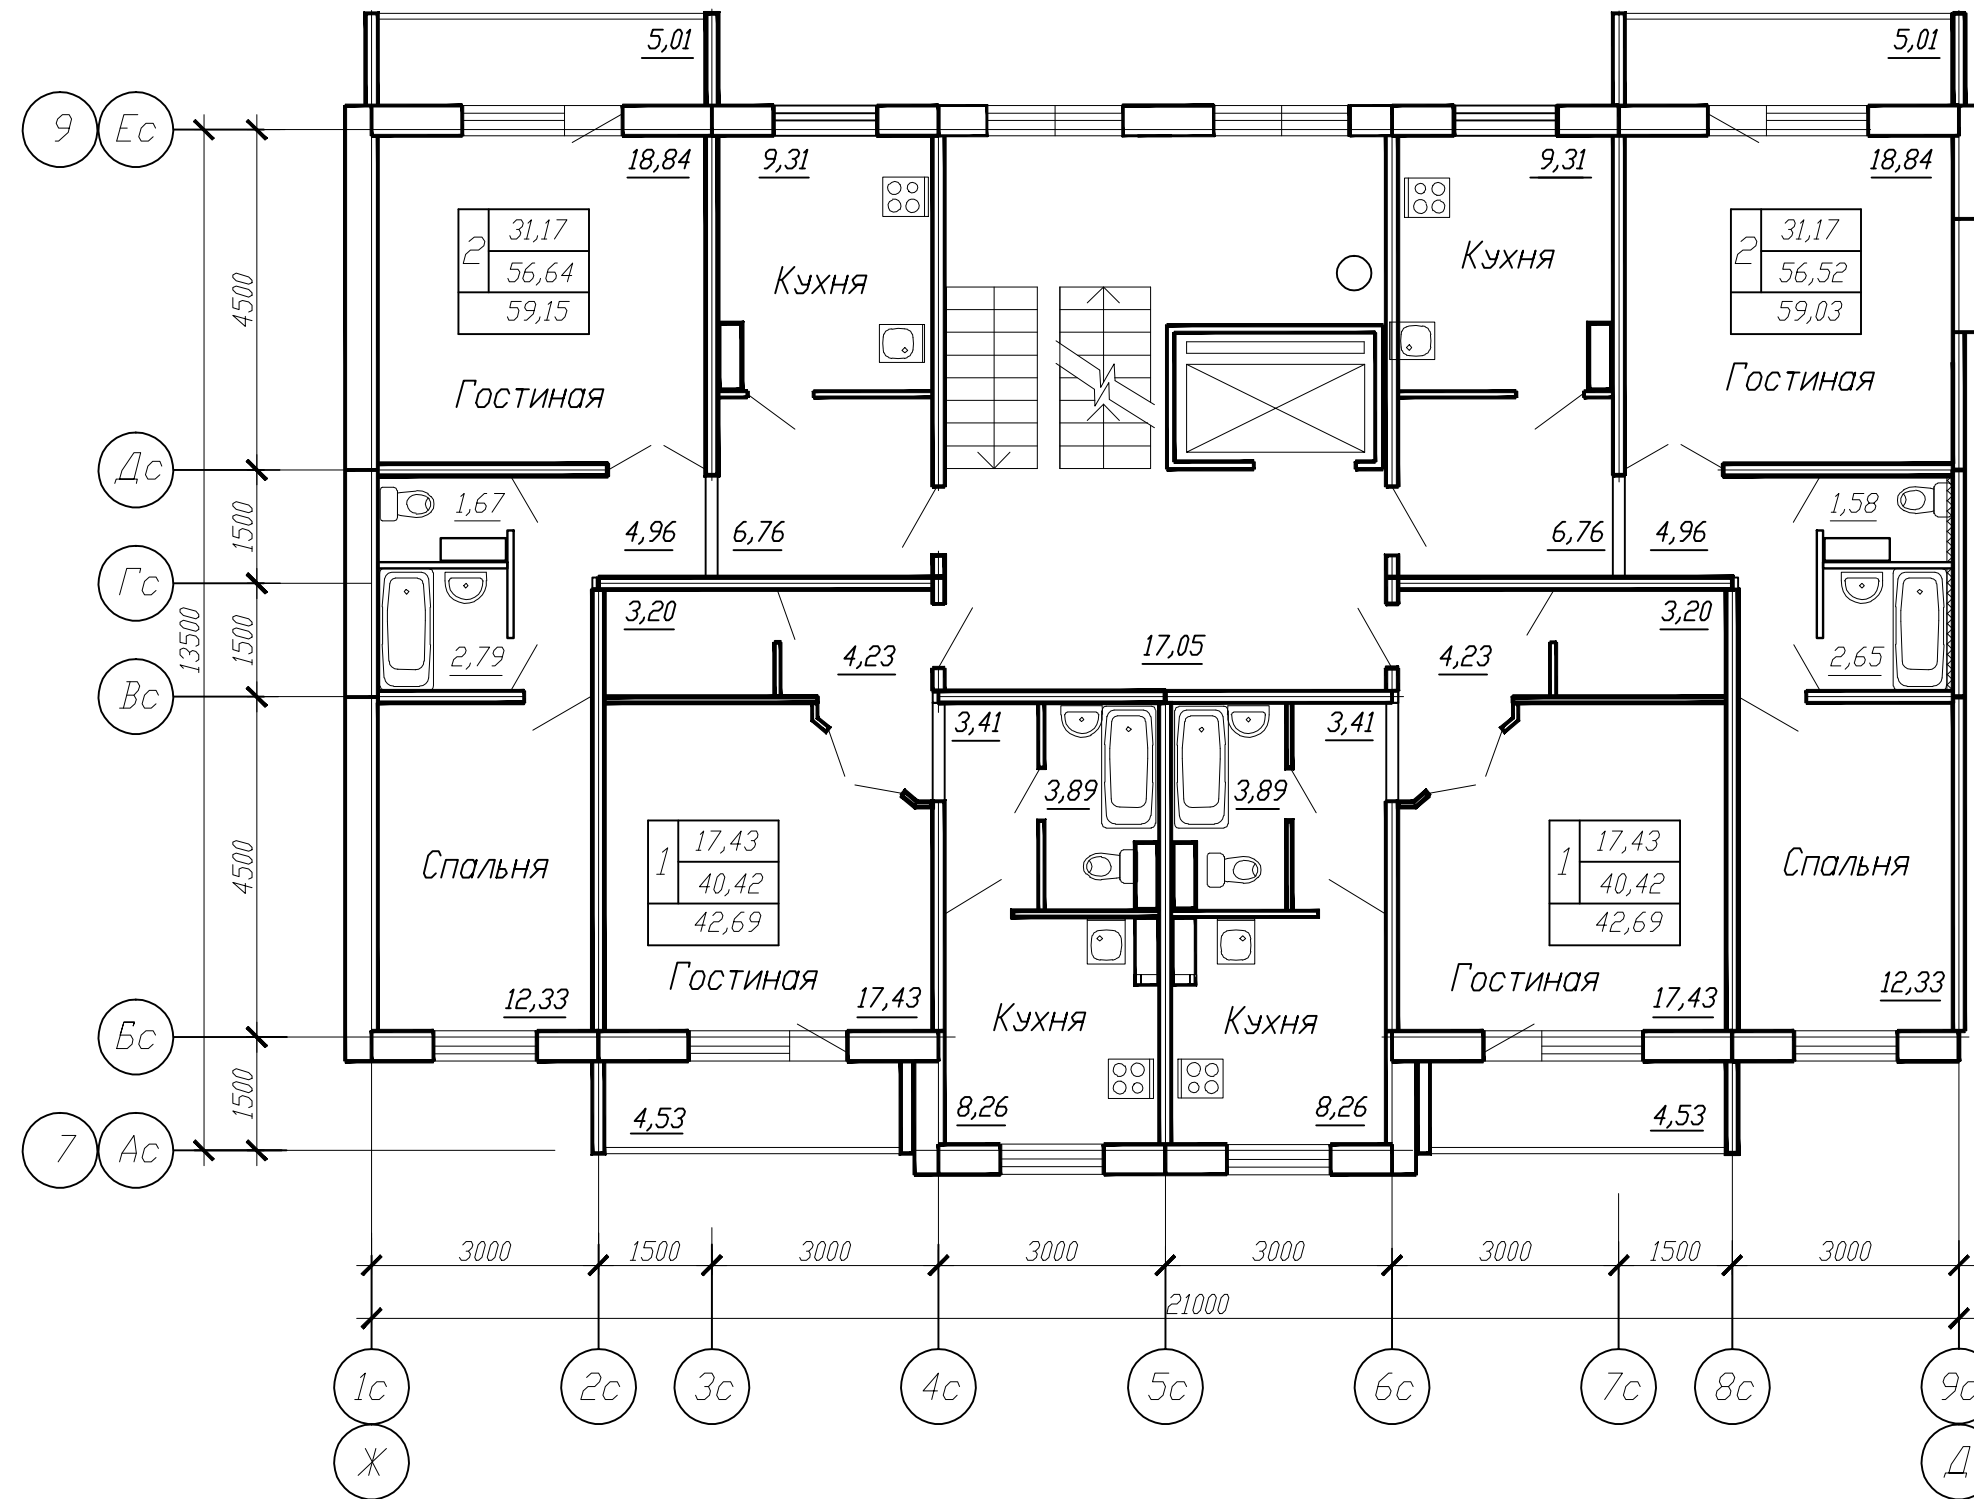 5,01
5,01
9
Ес
18,84
9,31
9,31
18,84
2
31,17
56,64
59,15
2
31,17
56,52
59,03
Кухня
Кухня
4500
Гостиная
Гостиная
Дс
1,67
4,96
6,76
6,76
4,96
1,58
1500
Гс
3,20
4,23
17,05
4,23
3,20
13500
1500
2,79
2,65
Вс
3,41
3,41
3,89
3,89
4500
Спальня
1
17,43
40,42
42,69
1
17,43
40,42
42,69
Спальня
Гостиная
Гостиная
12,33
17,43
17,43
12,33
Кухня
Кухня
Бс
1500
4,53
8,26
8,26
4,53
7
Ас
3000
1500
3000
3000
3000
3000
1500
3000
21000
1с
2с
3с
4с
5с
6с
7с
8с
9с
Ж
Д